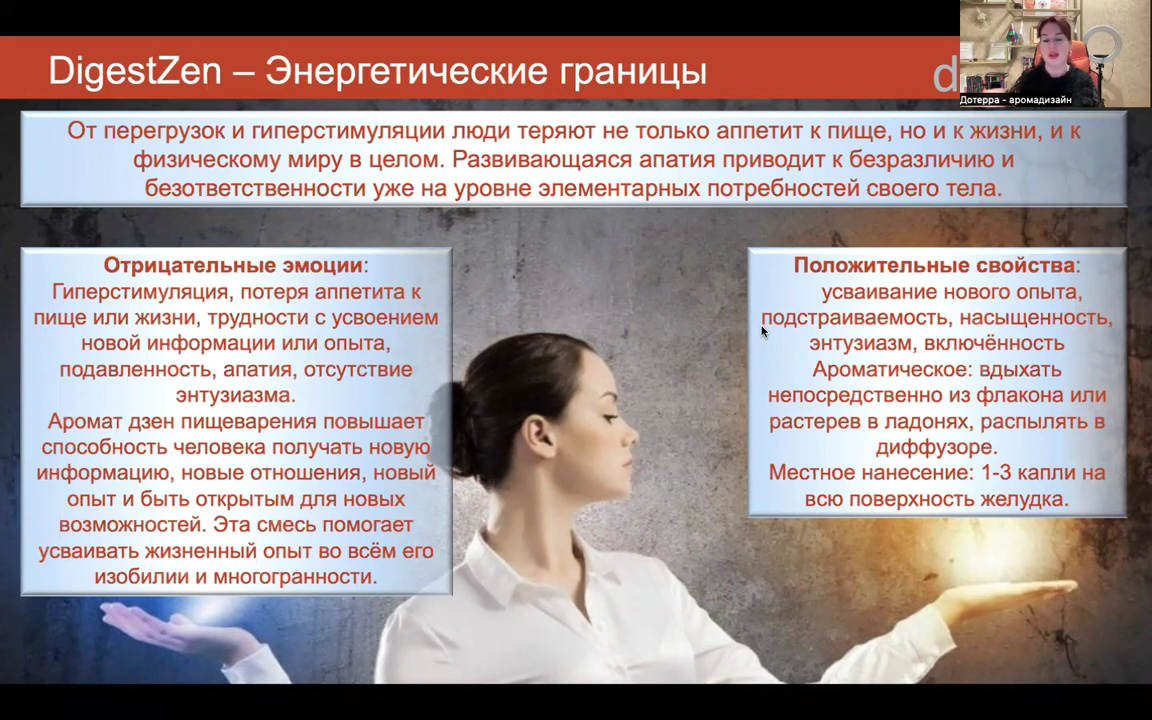 DigestZen – Энергетические границы
d
Дотерра - аромадизайн
От перегрузок и гиперстимуляции люди теряют не только аппетит к пище, но и к жизни, и к
физическому миру в целом. Развивающаяся апатия приводит к безразличию и
безответственности уже на уровне элементарных потребностей своего тела.
Отрицательные эмоции:
Гиперстимуляция, потеря аппетита к
пище или жизни, трудности с усвоением
новой информации или опыта,
подавленность, апатия, отсутствие
энтузиазма.
Аромат дзен пищеварения повышает
способность человека получать новую
информацию, новые отношения, новый
опыт и быть открытым для новых
возможностей. Эта смесь помогает
усваивать жизненный опыт во всём его
изобилии и многогранности.
Положительные свойства:
усваивание нового опыта,
подстраиваемость, насыщенность,
энтузиазм, включённость
Ароматическое: вдыхать
непосредственно из флакона или
растерев в ладонях, распылять в
диффузоре.
Местное нанесение: 1-3 капли на
всю поверхность желудка.